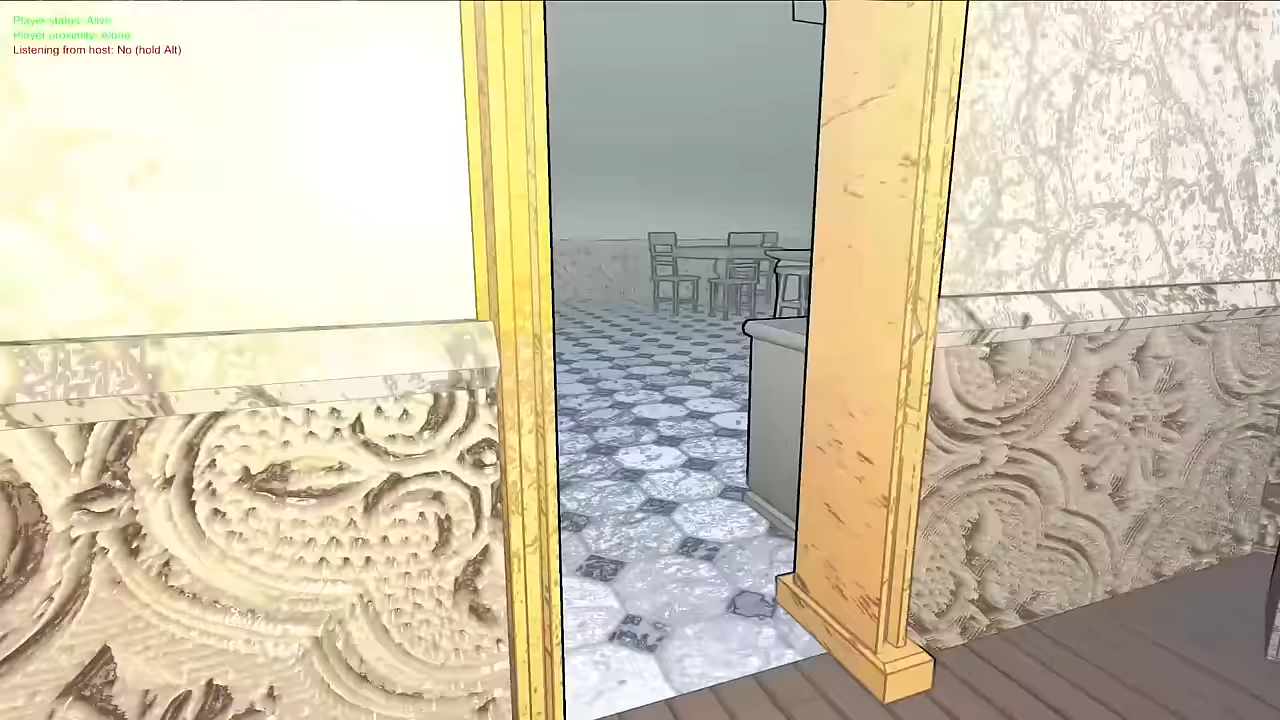 Player status: Alive
Player proximity: Alone
Listening from host: No (hold Alt)